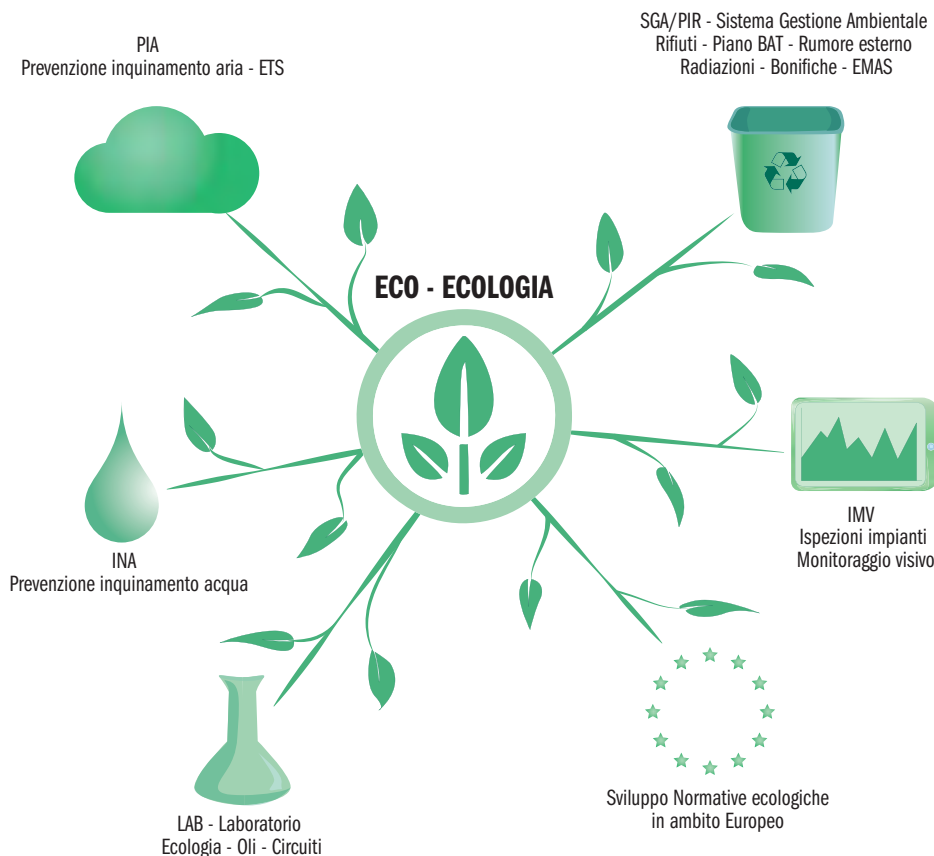 PIA
Prevenzione inquinamento aria - ETS
SGA/PIR - Sistema Gestione Ambientale
Rifiuti - Piano BAT - Rumore esterno
Radiazioni - Bonifiche - EMAS
ECO - ECOLOGIA
INA
Prevenzione inquinamento acqua
IMV
Ispezioni impianti
Monitoraggio visivo
LAB - Laboratorio
Ecologia - Oli - Circuiti
Sviluppo Normative ecologiche
in ambito Europeo